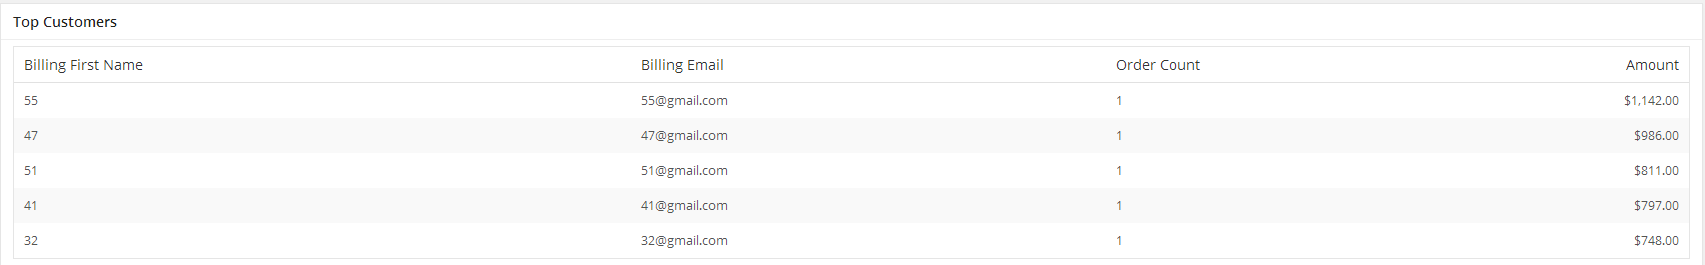 Top Customers
Billing First Name Billing Email Order Count Amount
55 55@gmail.com 1 $1,142.00
47 47@gmail.com 1 $986.00
51 51@gmail.com 1 $811.00
41 41@gmail.com 1 $797.00
32 32@gmail.com 1 $748.00